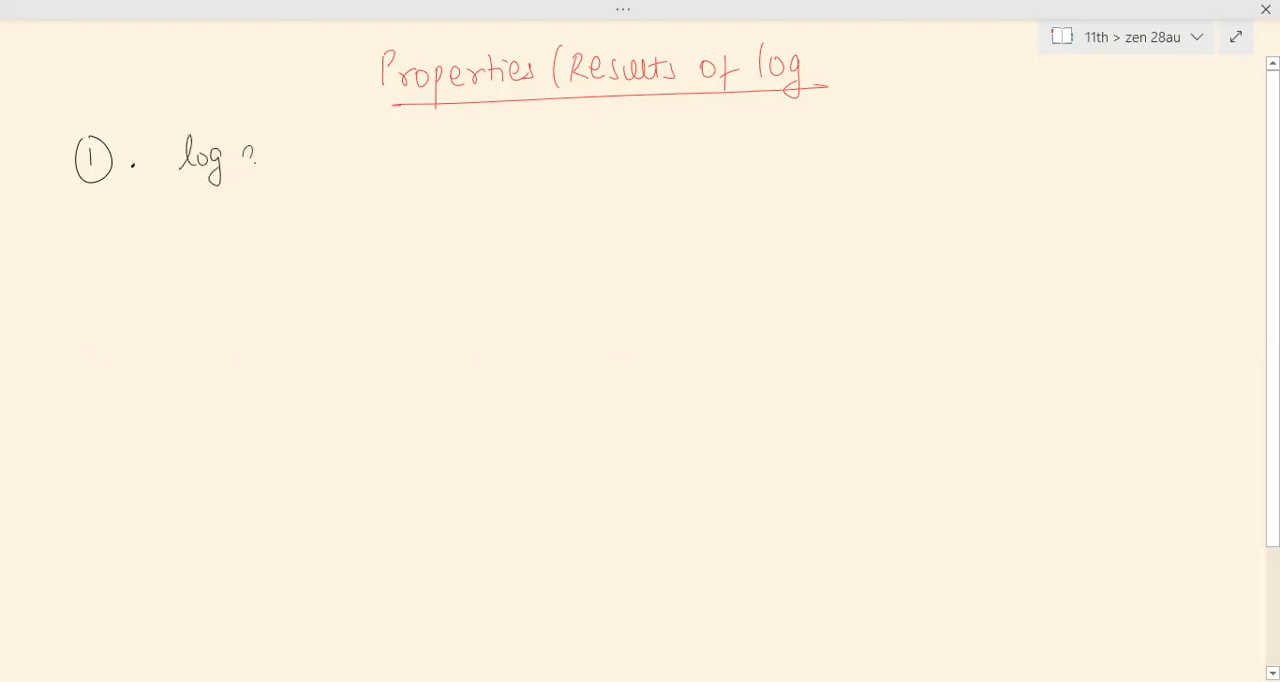 11th > zen 28au
Properties (Results of log
①. log